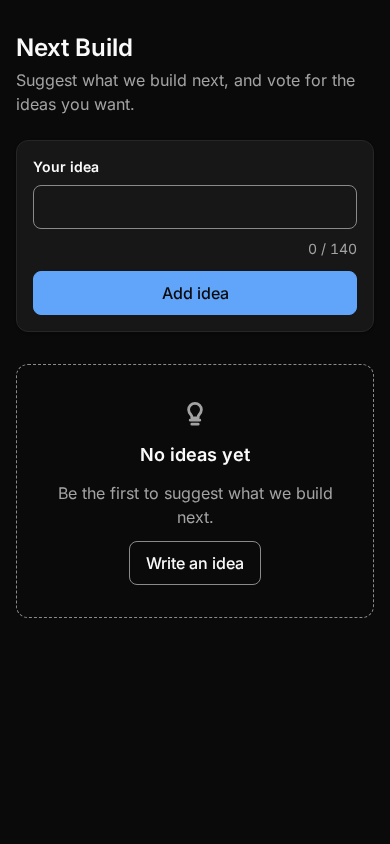 Next Build
Suggest what we build next, and vote for the
ideas you want.
Your idea
0 / 140
Add idea
No ideas yet
Be the first to suggest what we build
next.
Write an idea